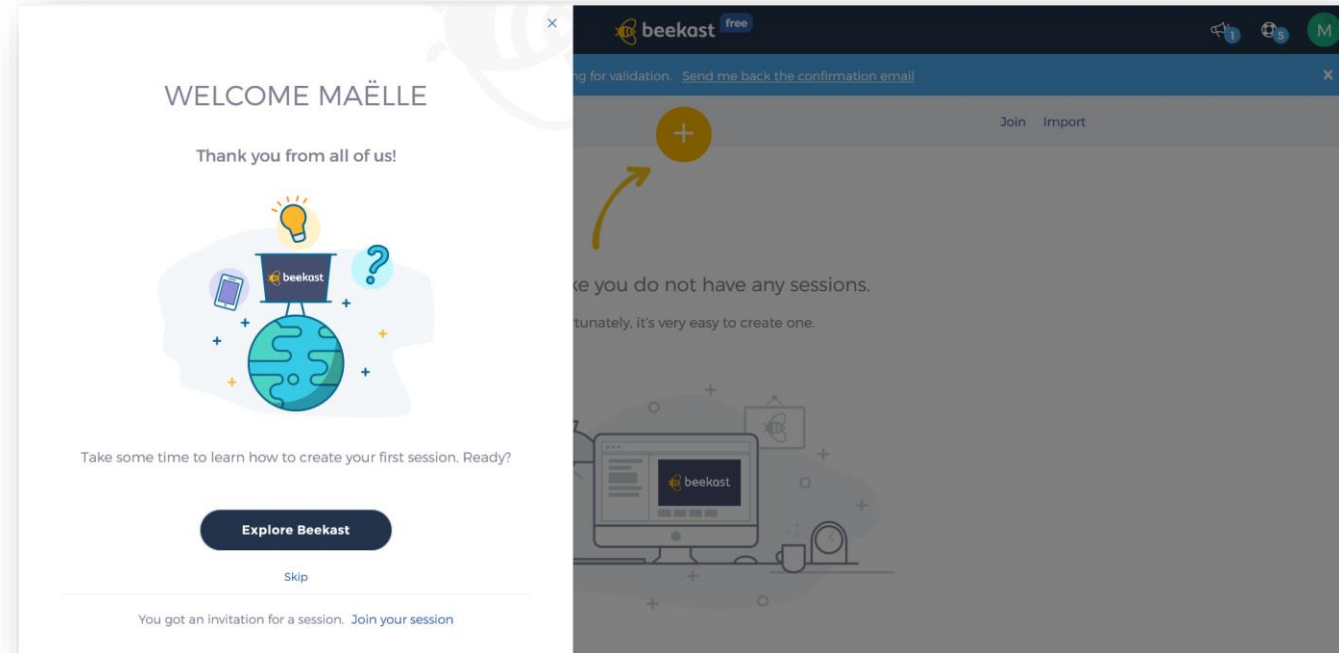 WELCOME MAËLLE
Thank you from all of us!
beekast
Take some time to learn how to create your first session. Ready?
Explore Beekast
Skip
You got an invitation for a session. Join your session
beekast free
1
5
M
for validation. Send me back the confirmation email
Join Import
you do not have any sessions.
it's very easy to create one.
beekast